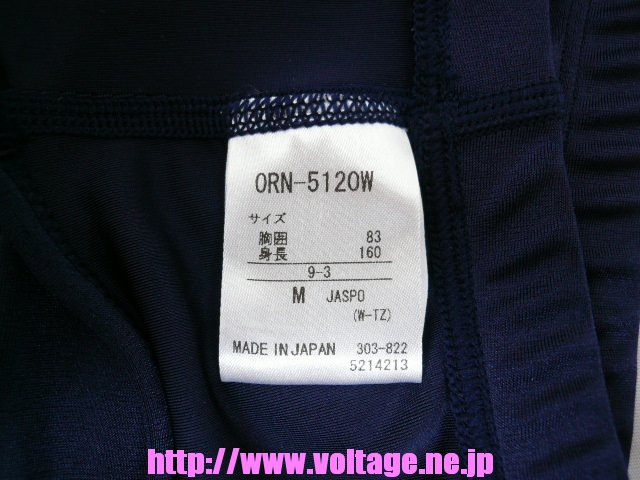 ORN-5120W
サイズ
胸囲 83
身長 160
9-3
M JASPO
(W-TZ)
MADE IN JAPAN 303-822
5214213
http://www.voltage.ne.jp